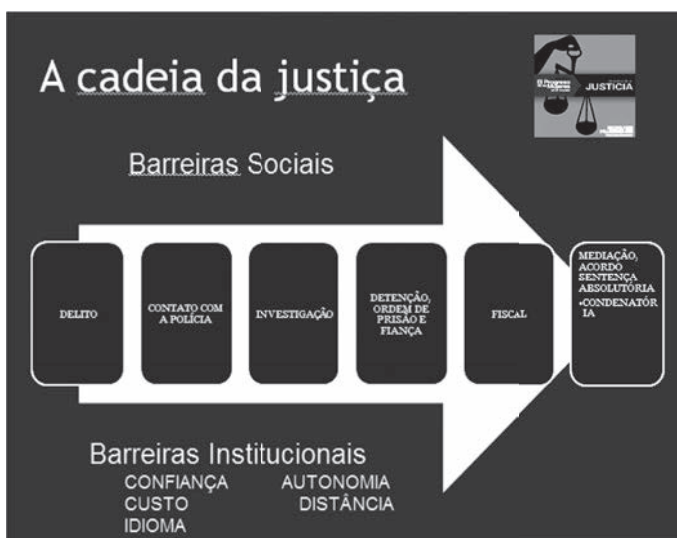 A cadeia da justiça
JUSTICIA
Barreiras Sociais
DELITO
CONTATO COM
A POLÍCIA
INVESTIGAÇÃO
DETENÇÃO,
ORDEM DE
PRISÃO E
FIANÇA
FISCAL
MEDIAÇÃO,
ACORDO
SENTENÇA
ABSOLUTÓRIA
•CONDENATÓR
IA
Barreiras Institucionais
CONFIANÇA AUTONOMIA
CUSTO DISTÂNCIA
IDIOMA